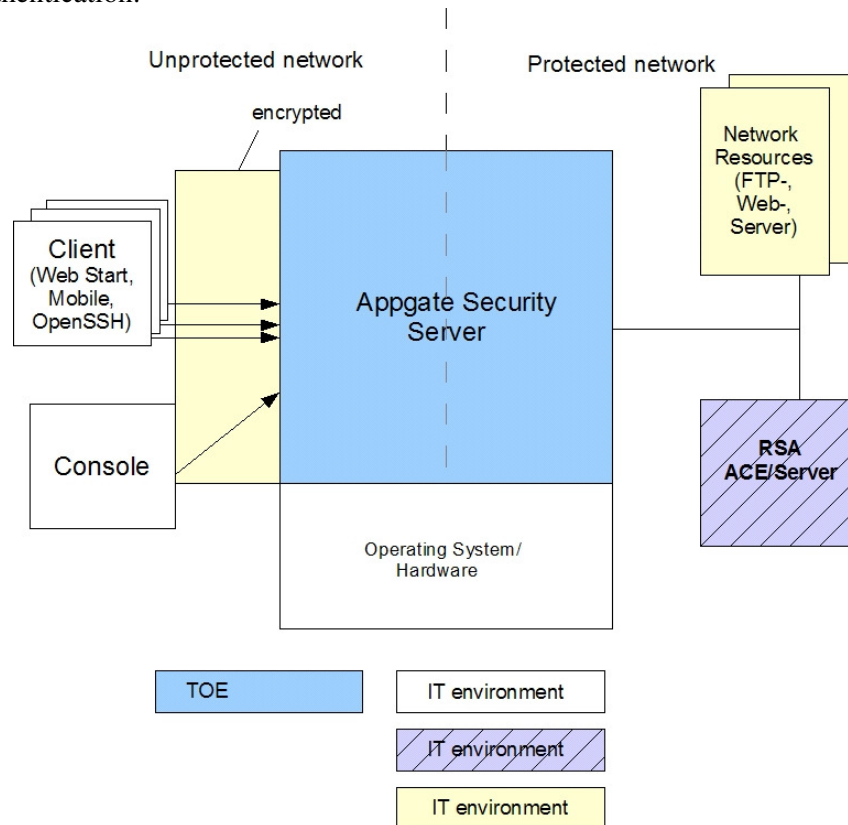 Unprotected network
Protected network
encrypted
Network
Resources
(FTP-,
Web-,
Server)
Client
(Web Start,
Mobile,
OpenSSH)
Appgate Security
Server
Console
RSA
ACE/Server
Operating System/
Hardware
TOE
IT environment
IT environment
IT environment